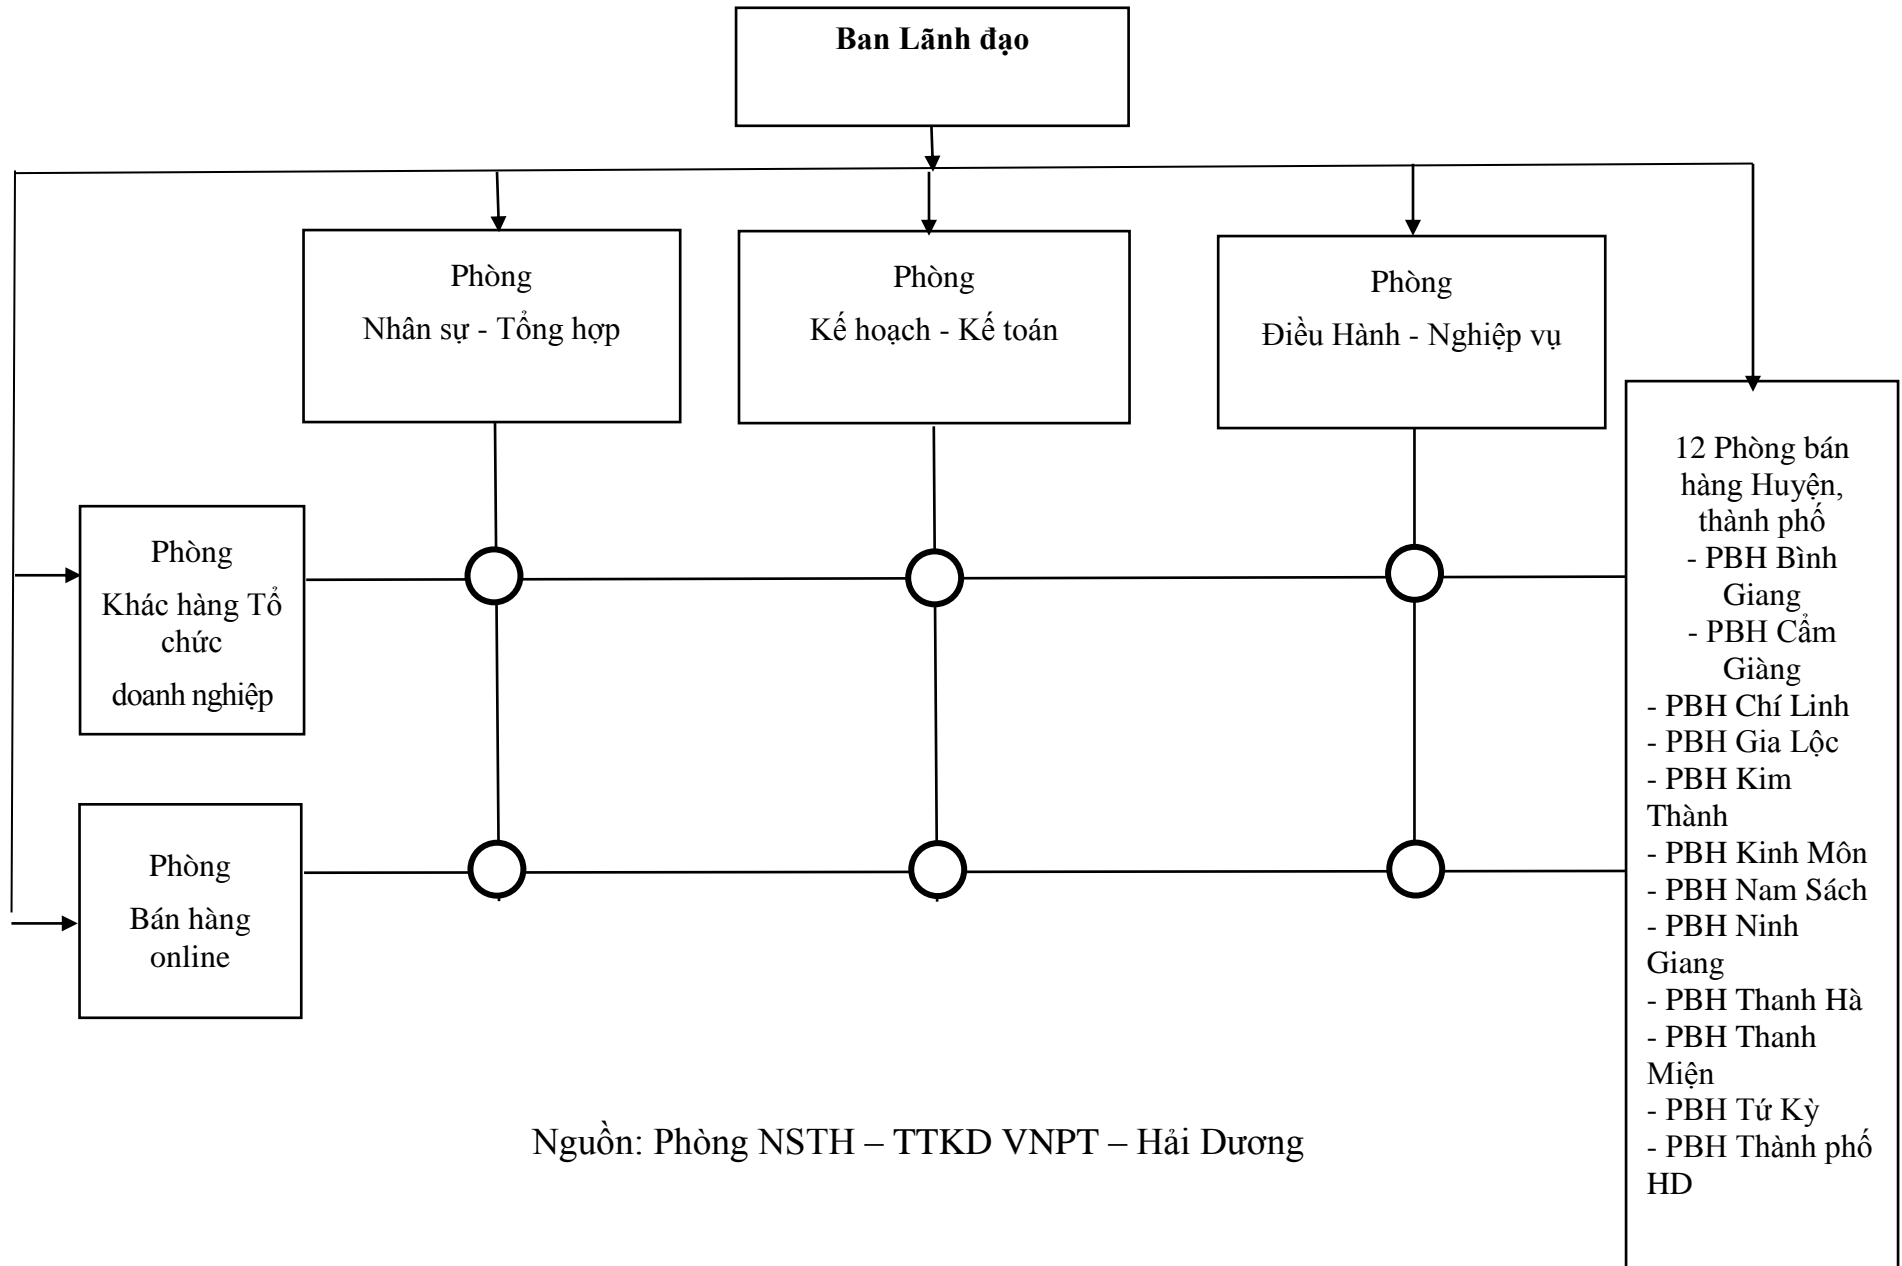 Ban Lãnh đạo
Phòng
Nhân sự - Tổng hợp
Phòng
Kế hoạch - Kế toán
Phòng
Điều Hành - Nghiệp vụ
12 Phòng bán
hàng Huyện,
thành phố
- PBH Bình
Giang
- PBH Cẩm
Giàng
- PBH Chí Linh
- PBH Gia Lộc
- PBH Kim
Thành
- PBH Kinh Môn
- PBH Nam Sách
- PBH Ninh
Giang
- PBH Thanh Hà
- PBH Thanh
Miện
- PBH Tứ Kỳ
- PBH Thành phố
HD
Phòng
Khác hàng Tổ
chức
doanh nghiệp
Phòng
Bán hàng
online
Nguồn: Phòng NSTH – TTKD VNPT – Hải Dương